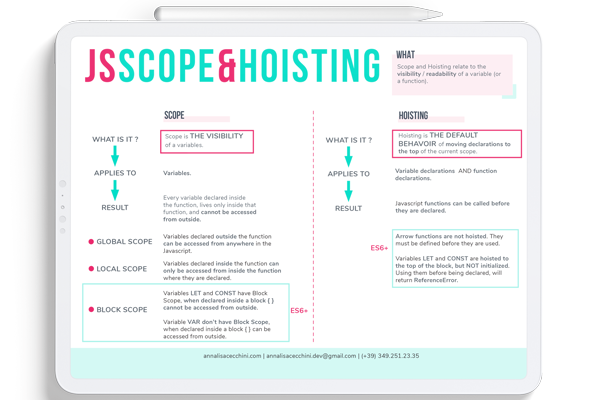 JSSCOPE&HOISTING
WHAT
Scope and Hoisting relate to the
visibility / readability of a variable (or
a function).
SCOPE
WHAT IS IT ?
Scope is THE VISIBILITY
of a variables.
APPLIES TO
Variables.
RESULT
Every variable declared inside
the function, lives only inside that
function, and cannot be accessed
from outside.
GLOBAL SCOPE
Variables declared outside the function
can be accessed from anywhere in the
Javascript.
LOCAL SCOPE
Variables declared inside the function can
only be accessed from inside the function
where they are declared.
BLOCK SCOPE
Variables LET and CONST have Block
Scope, when declared inside a block { }
cannot be accessed from outside.
Variable VAR don't have Block Scope,
when declared inside a block { } can be
accessed from outside.
ES6+
HOISTING
WHAT IS IT ?
Hoisting is THE DEFAULT
BEHAVOIR of moving declarations to
the top of the current scope.
APPLIES TO
Variable declarations AND function
declarations.
RESULT
Javascript functions can be called before
they are declared.
ES6+
Arrow functions are not hoisted. They
must be defined before they are used.
Variables LET and CONST are hoisted to
the top of the block, but NOT initialized.
Using them before being declared, will
return ReferenceError.
annalisacecchini.com | annalisacecchini.dev@gmail.com | (+39) 349.251.23.35